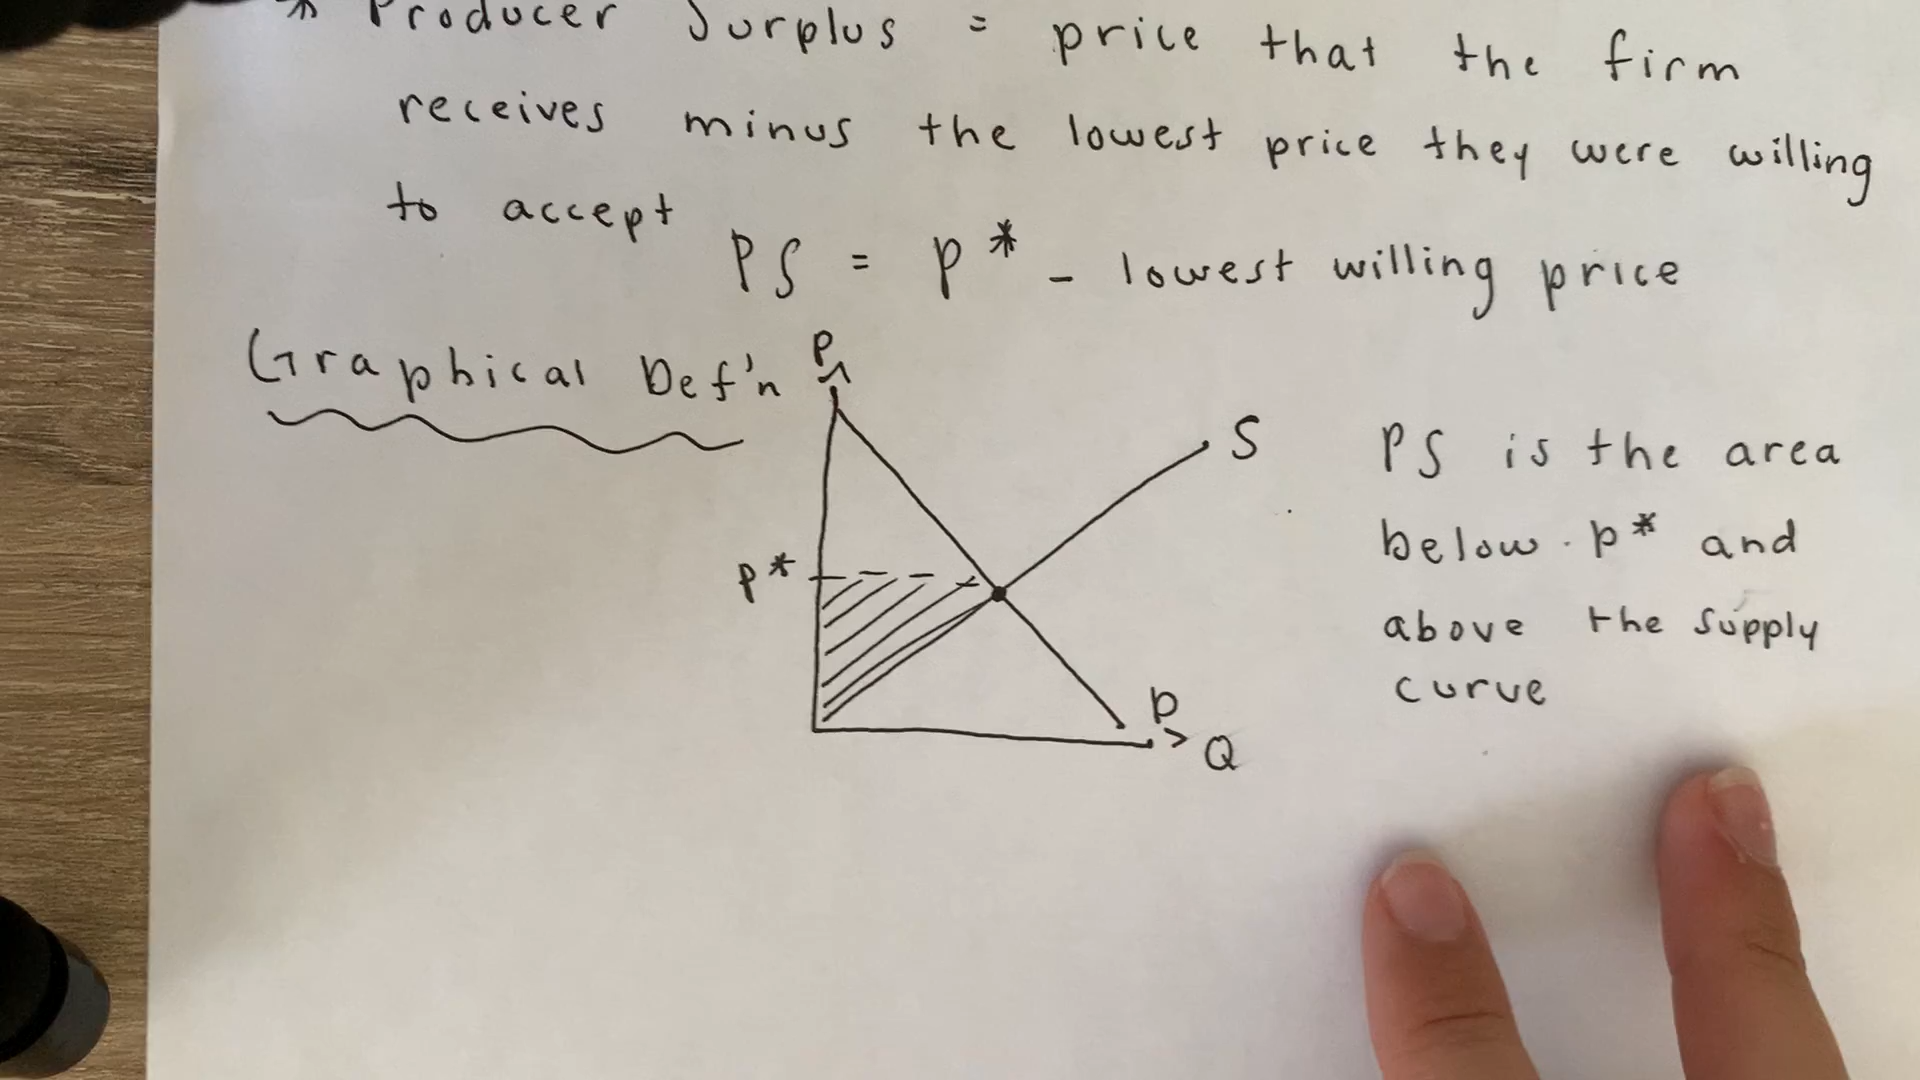 * Producer Surplus = price that the firm
receives minus the lowest price they were willing
to accept
PS = P* - lowest willing price
Graphical Def'n
P
S
P*
D
Q
PS is the area
below P* and
above the supply
curve